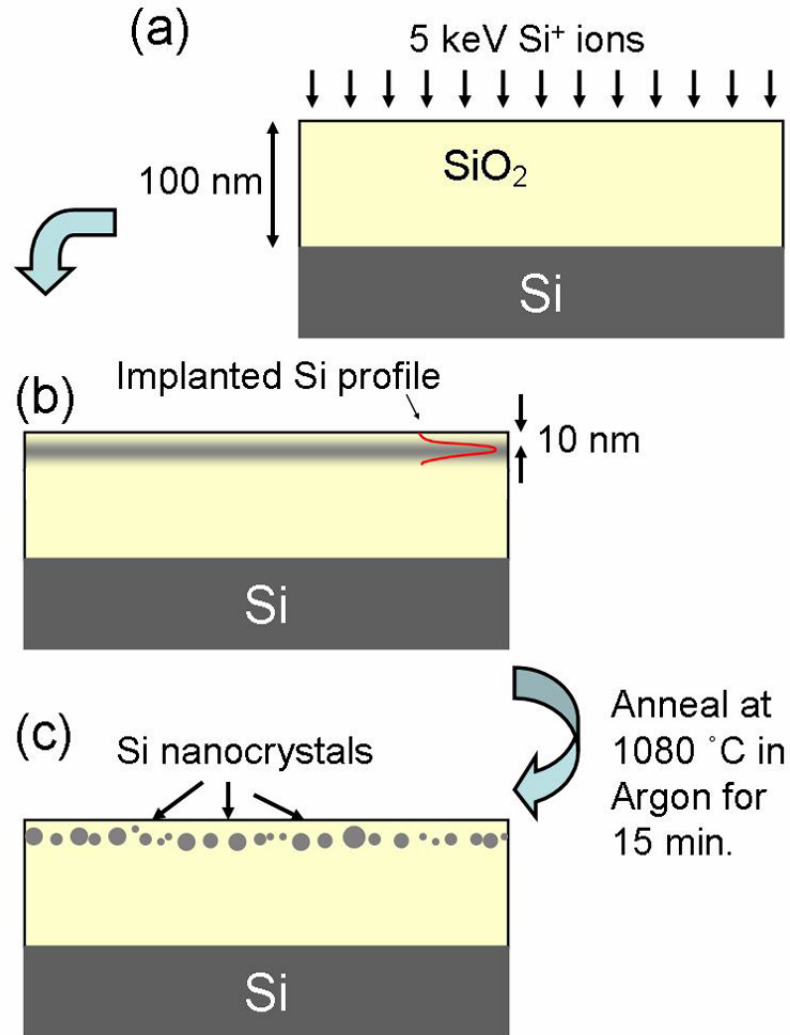 (a)
5 keV Si⁺ ions
100 nm
SiO₂
Si
(b)
Implanted Si profile
10 nm
Si
(c)
Si nanocrystals
Anneal at
1080 ˚C in
Argon for
15 min.
Si